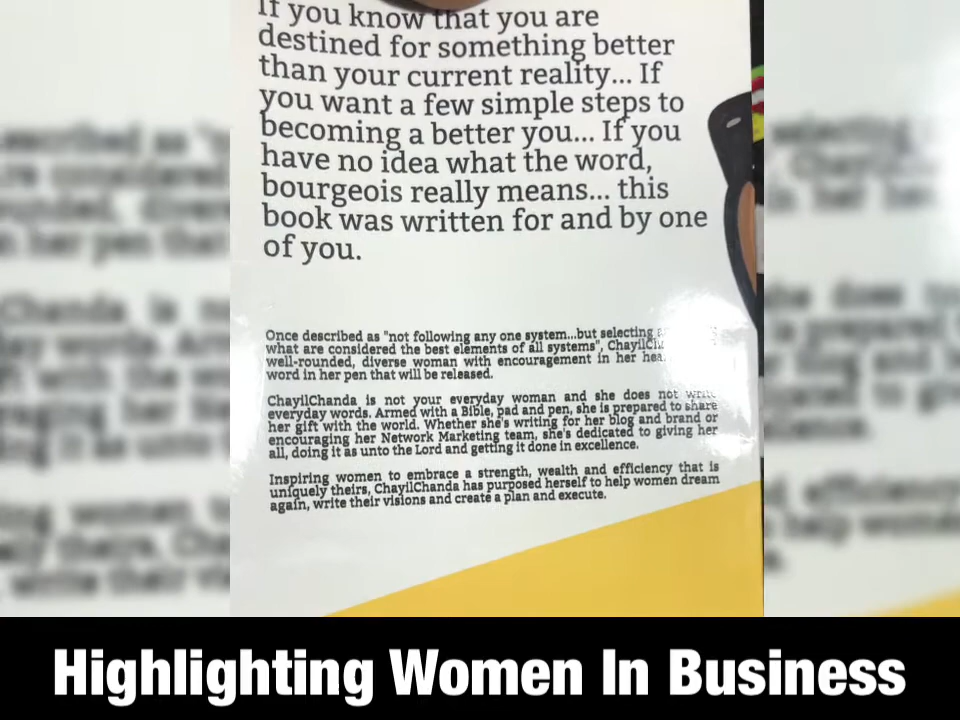 If you know that you are
destined for something better
than your current reality... If
you want a few simple steps to
becoming a better you... If you
have no idea what the word,
bourgeois really means... this
book was written for and by one
of you.
Once described as "not following any one system...but selecting
what are considered the best elements of all systems",
well-rounded, diverse woman with encouragement in her
word in her pen that will be released.
ChayilChanda is not your everyday woman and she does not write
everyday words. Armed with a Bible, pad and pen, she is prepared to share
her gift with the world. Whether she's writing for her blog and brand or
encouraging her Network Marketing team, she's dedicated to giving her
all, doing it as unto the Lord and getting it done in excellence.
Inspiring women to embrace a strength, wealth and efficiency that is
uniquely theirs, ChayilChanda has purposed herself to help women dream
again, write their visions and create a plan and execute.
Highlighting Women In Business